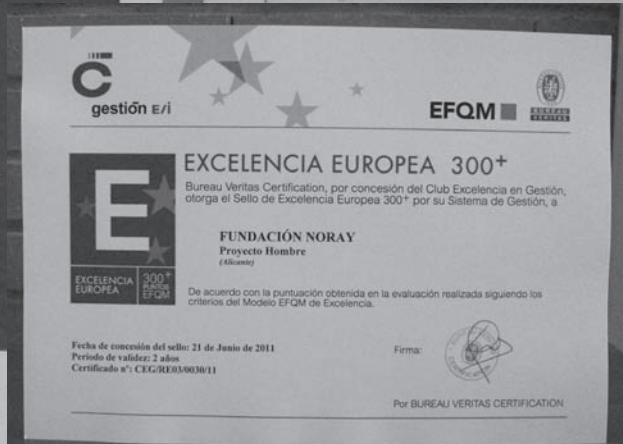 gestión E/i
EFQM
BUREAU
VERITAS
EXCELENCIA EUROPEA 300+
Bureau Veritas Certification, por concesión del Club Excelencia en Gestión,
otorga el Sello de Excelencia Europea 300+ por su Sistema de Gestión, a
FUNDACIÓN NORAY
Proyecto Hombre
(Alicante)
E
EXCELENCIA
EUROPEA
300+
PUNTOS
EFQM
De acuerdo con la puntuación obtenida en la evaluación realizada siguiendo los
criterios del Modelo EFQM de Excelencia.
Fecha de concesión del sello: 21 de Junio de 2011
Periodo de validez: 2 años
Certificado nº: CEG/RE03/0030/11
Firma:
Por BUREAU VERITAS CERTIFICATION